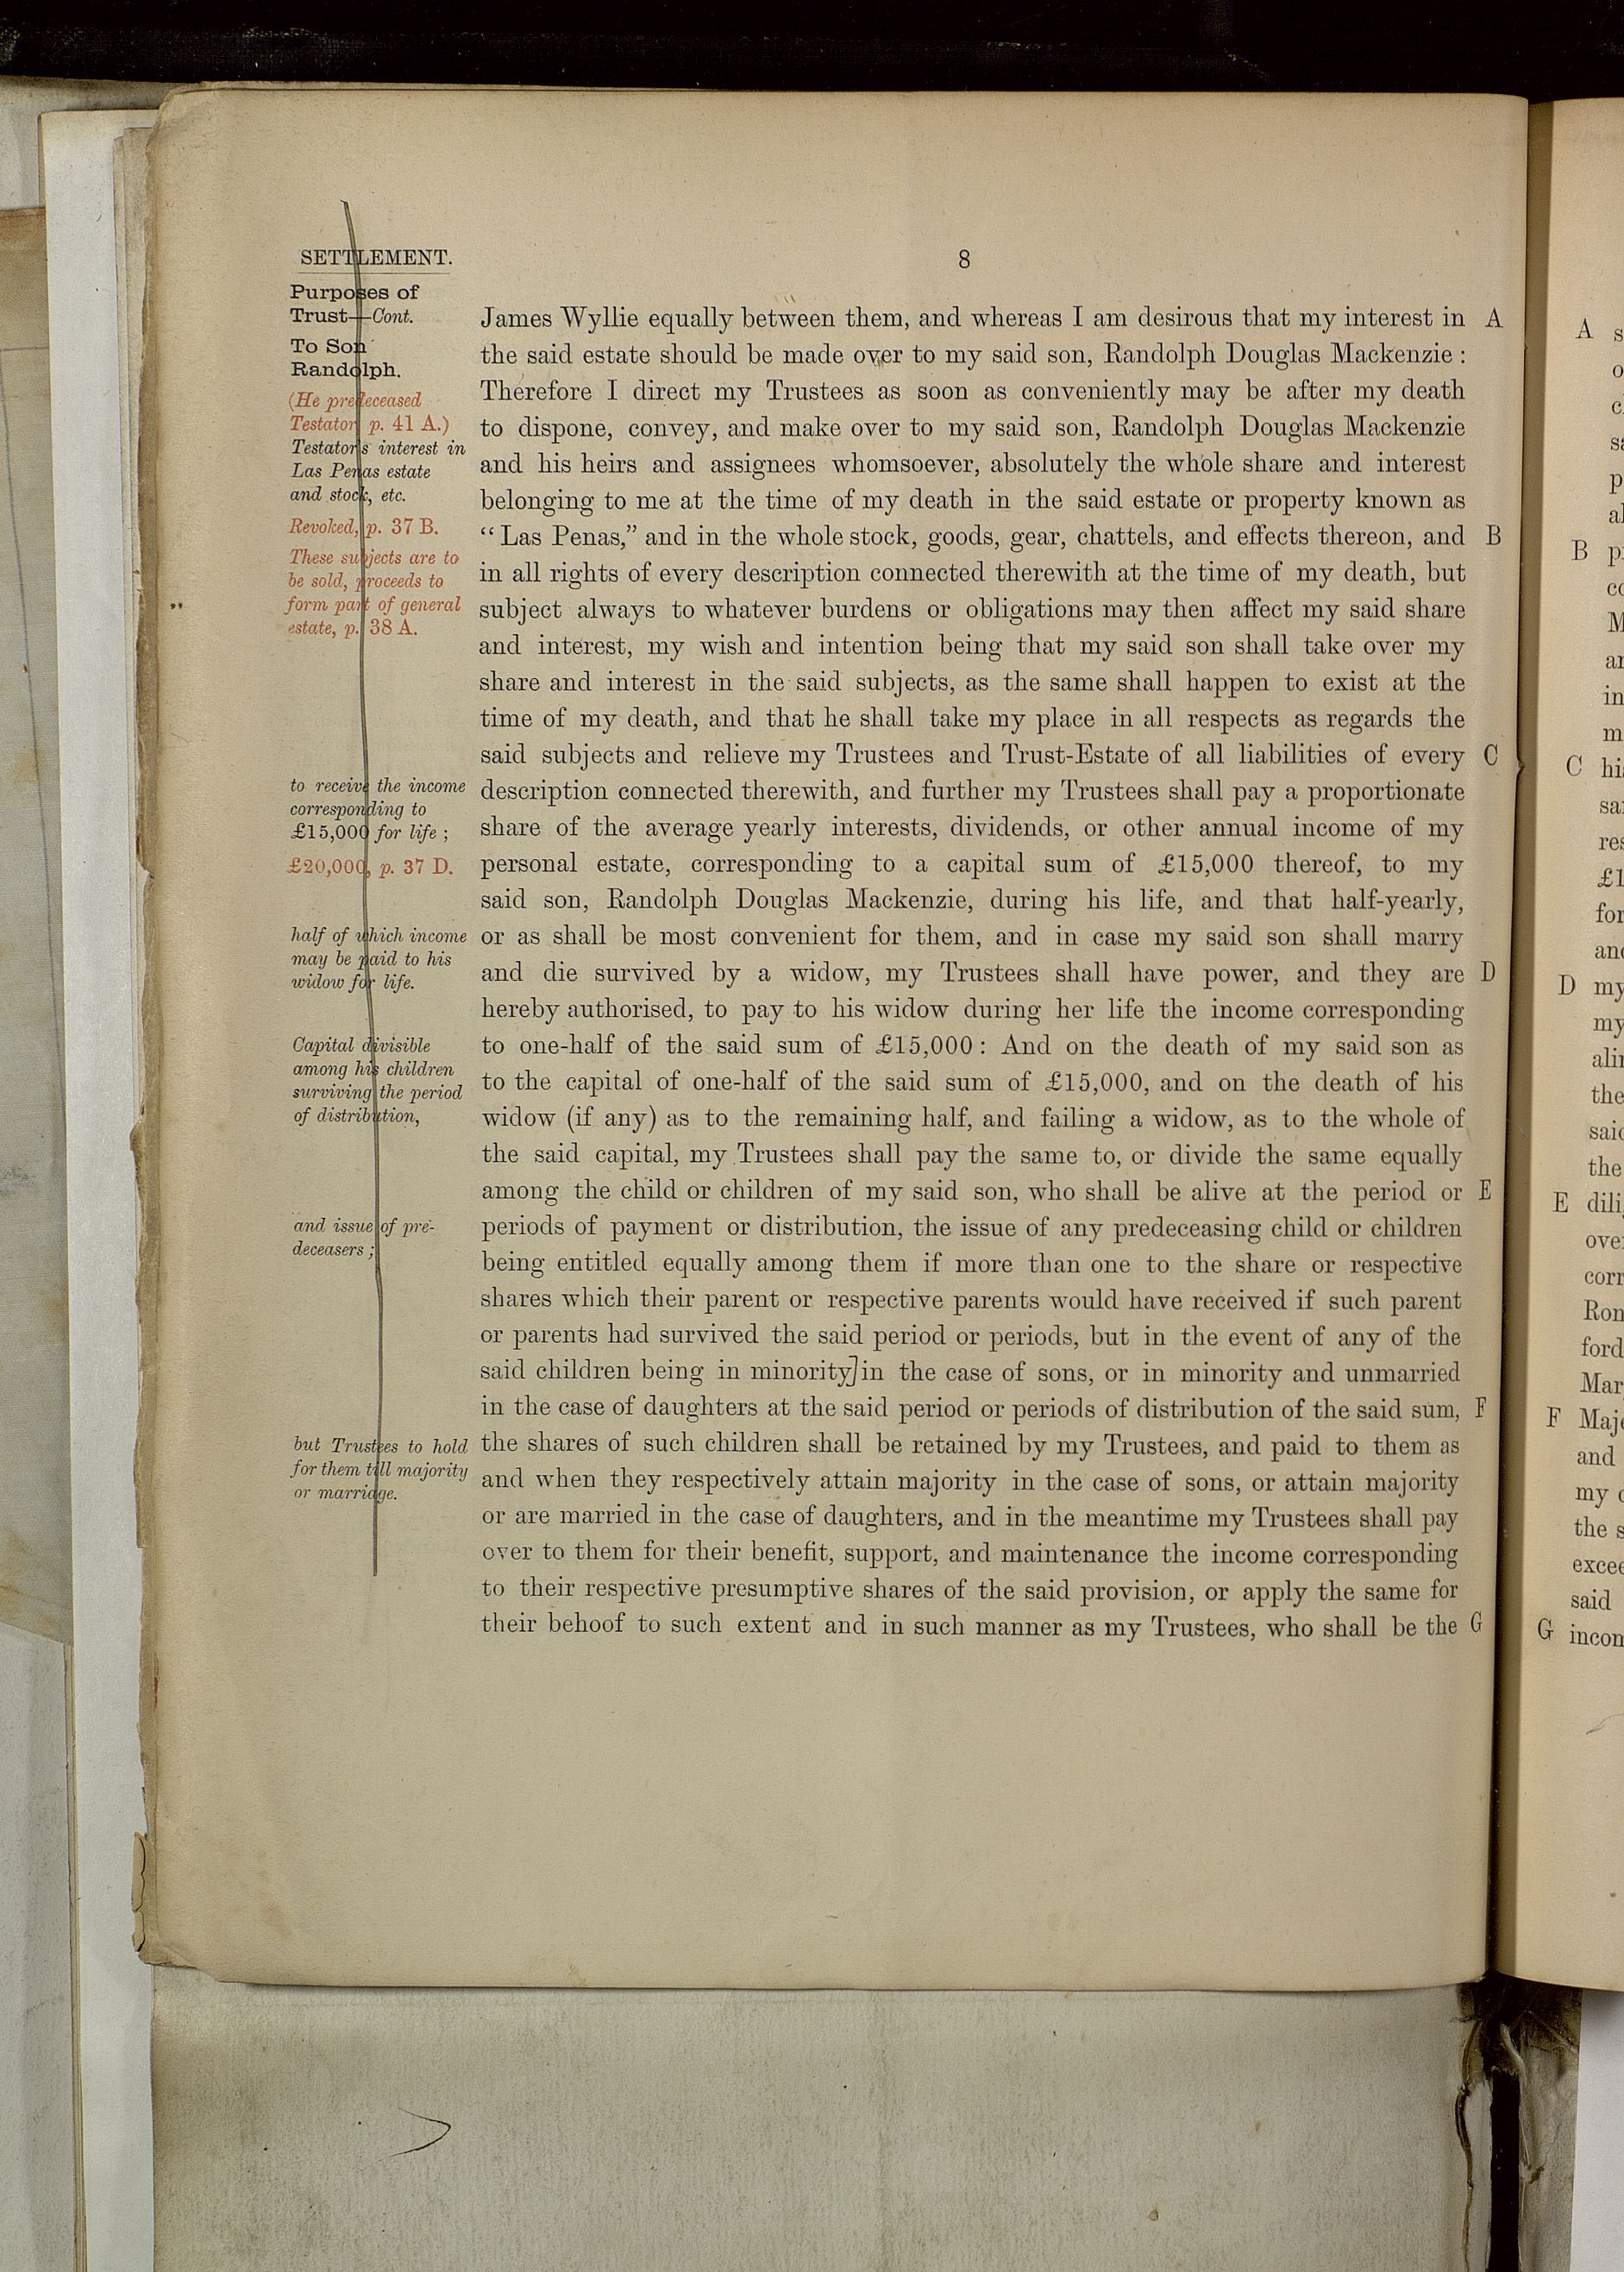 SETTLEMENT.
8
Purposes of
Trust—Cont.
To Son
Randolph.
(He predeceased
Testator, p. 41 A.)
Testator's interest in
Las Penas estate
and stock, etc.
Revoked, p. 37 B.
These subjects are to
be sold, proceeds to
form part of general
estate, p. 38 A.
to receive the income
corresponding to
£15,000 for life ;
£20,000, p. 37 D.
half of which income
may be paid to his
widow for life.
Capital divisible
among his children
surviving the period
of distribution,
and issue of pre-
deceasers ;
but Trustees to hold
for them till majority
or marriage.
James Wyllie equally between them, and whereas I am desirous that my interest in A
the said estate should be made over to my said son, Randolph Douglas Mackenzie :
Therefore I direct my Trustees as soon as conveniently may be after my death
to dispone, convey, and make over to my said son, Randolph Douglas Mackenzie
and his heirs and assignees whomsoever, absolutely the whole share and interest
belonging to me at the time of my death in the said estate or property known as
“Las Penas,” and in the whole stock, goods, gear, chattels, and effects thereon, and B
in all rights of every description connected therewith at the time of my death, but
subject always to whatever burdens or obligations may then affect my said share
and interest, my wish and intention being that my said son shall take over my
share and interest in the said subjects, as the same shall happen to exist at the
time of my death, and that he shall take my place in all respects as regards the
said subjects and relieve my Trustees and Trust-Estate of all liabilities of every C
description connected therewith, and further my Trustees shall pay a proportionate
share of the average yearly interests, dividends, or other annual income of my
personal estate, corresponding to a capital sum of £15,000 thereof, to my
said son, Randolph Douglas Mackenzie, during his life, and that half-yearly,
or as shall be most convenient for them, and in case my said son shall marry
and die survived by a widow, my Trustees shall have power, and they are D
hereby authorised, to pay to his widow during her life the income corresponding
to one-half of the said sum of £15,000 : And on the death of my said son as
to the capital of one-half of the said sum of £15,000, and on the death of his
widow (if any) as to the remaining half, and failing a widow, as to the whole of
the said capital, my Trustees shall pay the same to, or divide the same equally
among the child or children of my said son, who shall be alive at the period or E
periods of payment or distribution, the issue of any predeceasing child or children
being entitled equally among them if more than one to the share or respective
shares which their parent or respective parents would have received if such parent
or parents had survived the said period or periods, but in the event of any of the
said children being in minority]in the case of sons, or in minority and unmarried
in the case of daughters at the said period or periods of distribution of the said sum, F
the shares of such children shall be retained by my Trustees, and paid to them as
and when they respectively attain majority in the case of sons, or attain majority
or are married in the case of daughters, and in the meantime my Trustees shall pay
over to them for their benefit, support, and maintenance the income corresponding
to their respective presumptive shares of the said provision, or apply the same for
their behoof to such extent and in such manner as my Trustees, who shall be the G
A
B
C
D my
my
the
E
the
F
and
the
said
G